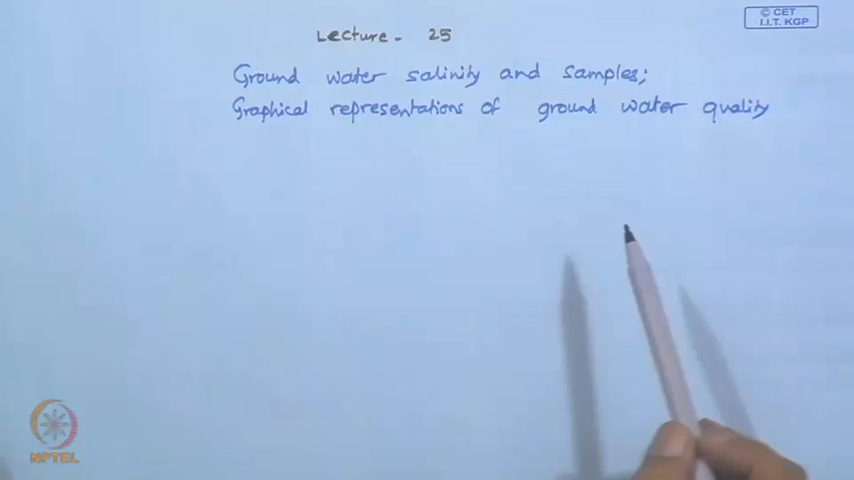 © CET
I.I.T. KGP
Lecture - 25
Ground water salinity and samples;
Graphical representations of ground water quality
NPTEL